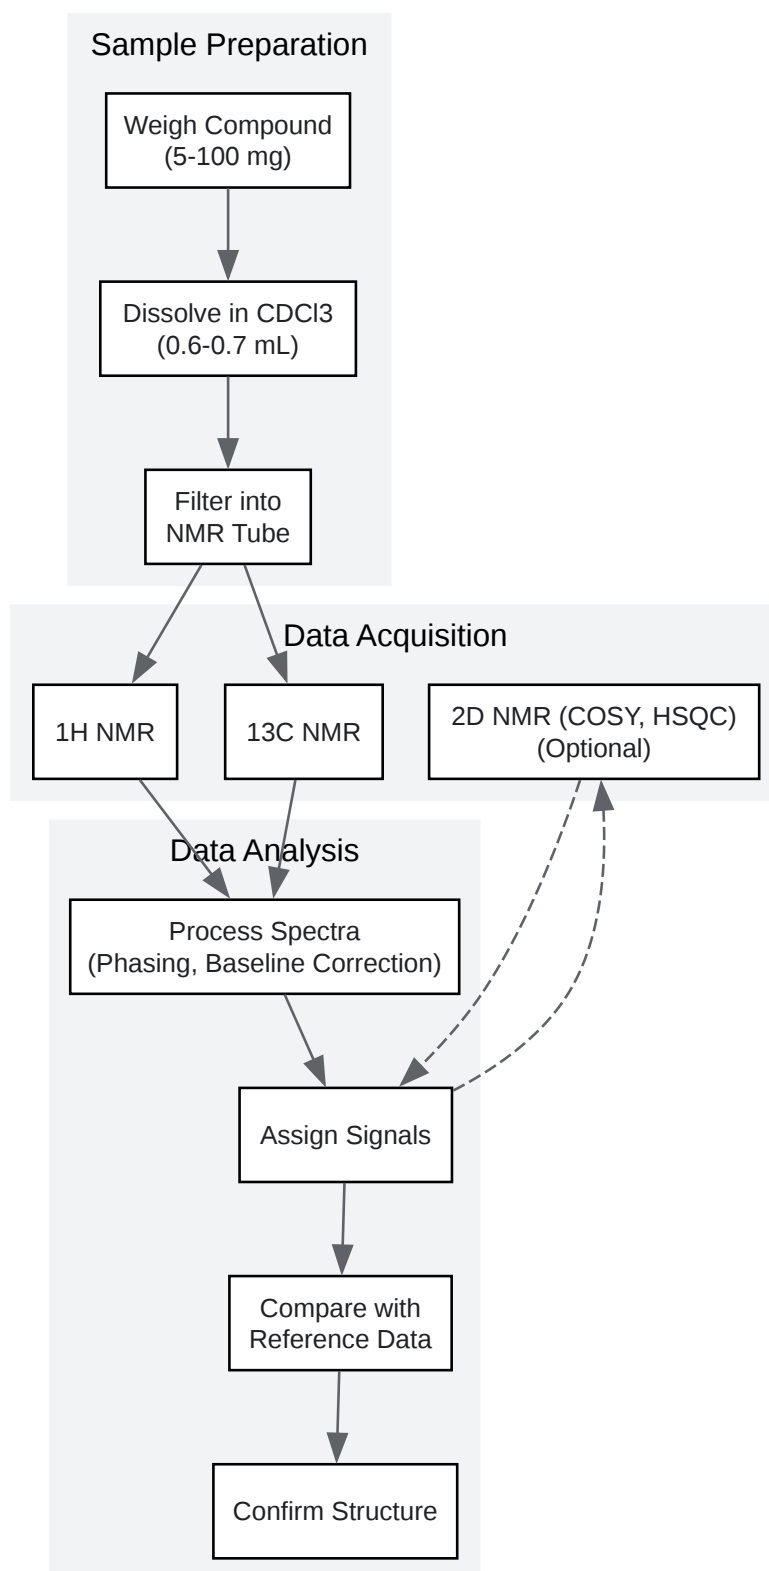 Sample Preparation
Weigh Compound
(5-100 mg)
Dissolve in CDCl3
(0.6-0.7 mL)
Filter into
NMR Tube
Data Acquisition
1H NMR
13C NMR
2D NMR (COSY, HSQC)
(Optional)
Data Analysis
Process Spectra
(Phasing, Baseline Correction)
Assign Signals
Compare with
Reference Data
Confirm Structure